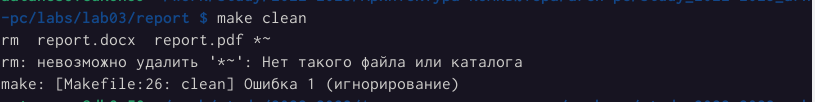 -pc/labs/lab03/report $ make clean
rm  report.docx  report.pdf *~
rm: невозможно удалить '*~': Нет такого файла или каталога
make: [Makefile:26: clean] Ошибка 1 (игнорирование)